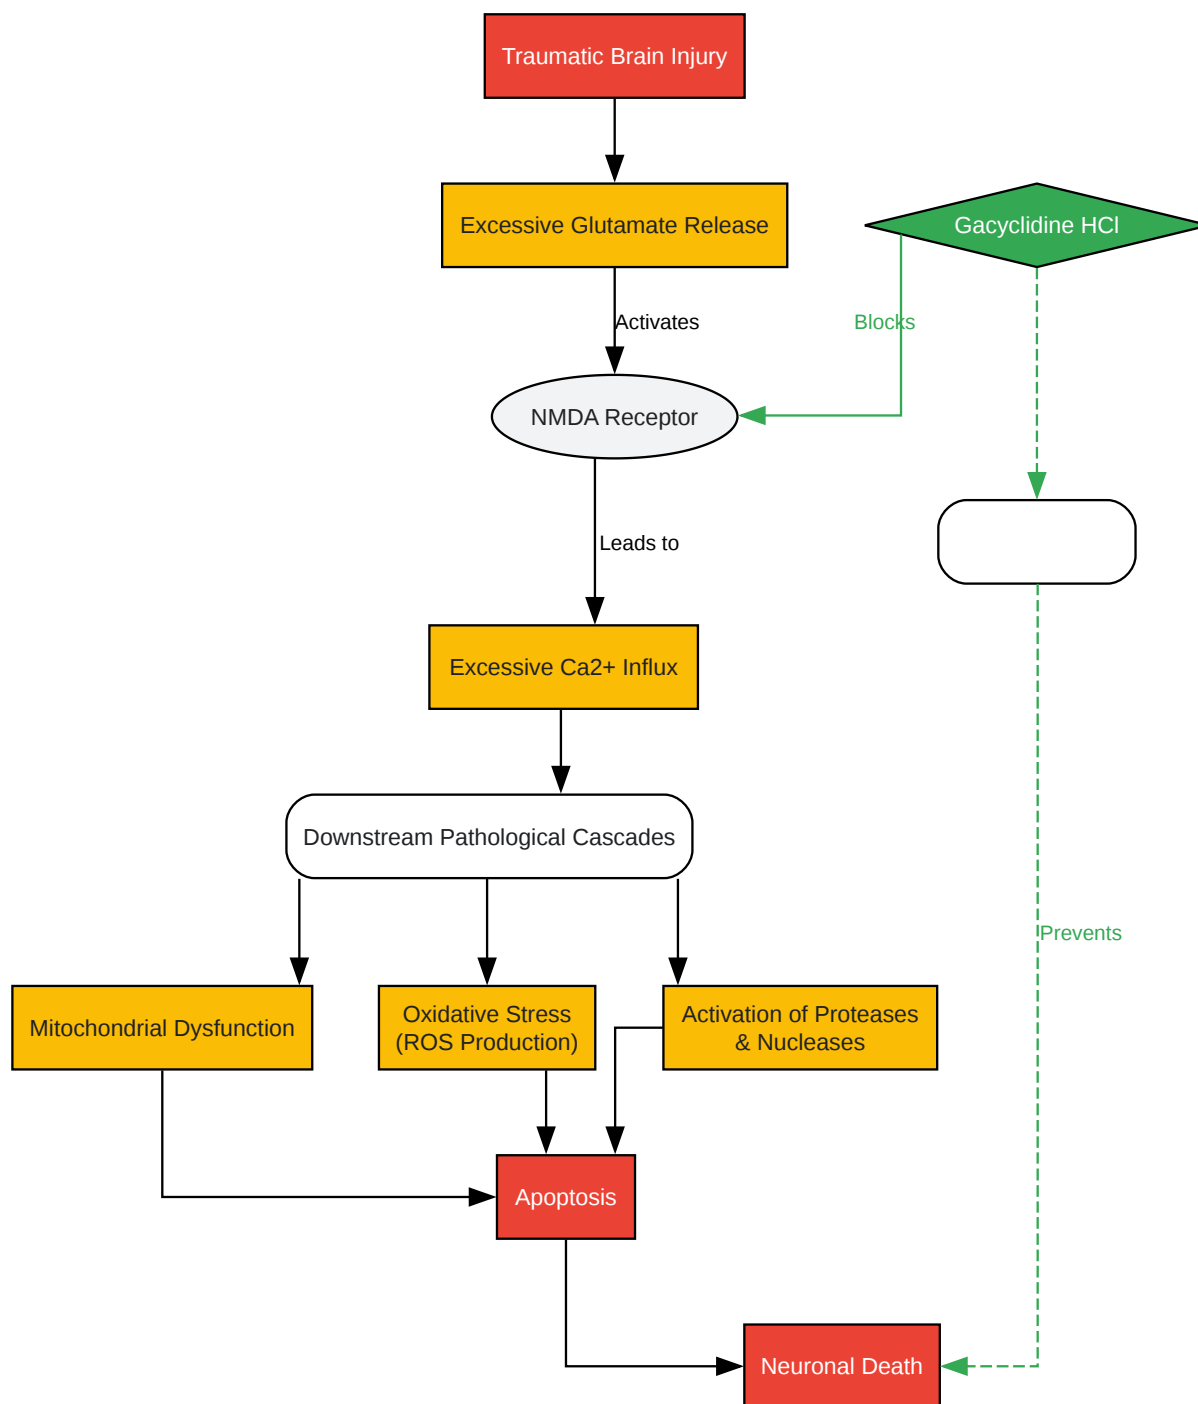 Traumatic Brain Injury
Excessive Glutamate Release
Gacyclidine HCl
Activates
Blocks
NMDA Receptor
Leads to
Excessive Ca2+ Influx
Downstream Pathological Cascades
Prevents
Mitochondrial Dysfunction
Oxidative Stress
(ROS Production)
Activation of Proteases
& Nucleases
Apoptosis
Neuronal Death